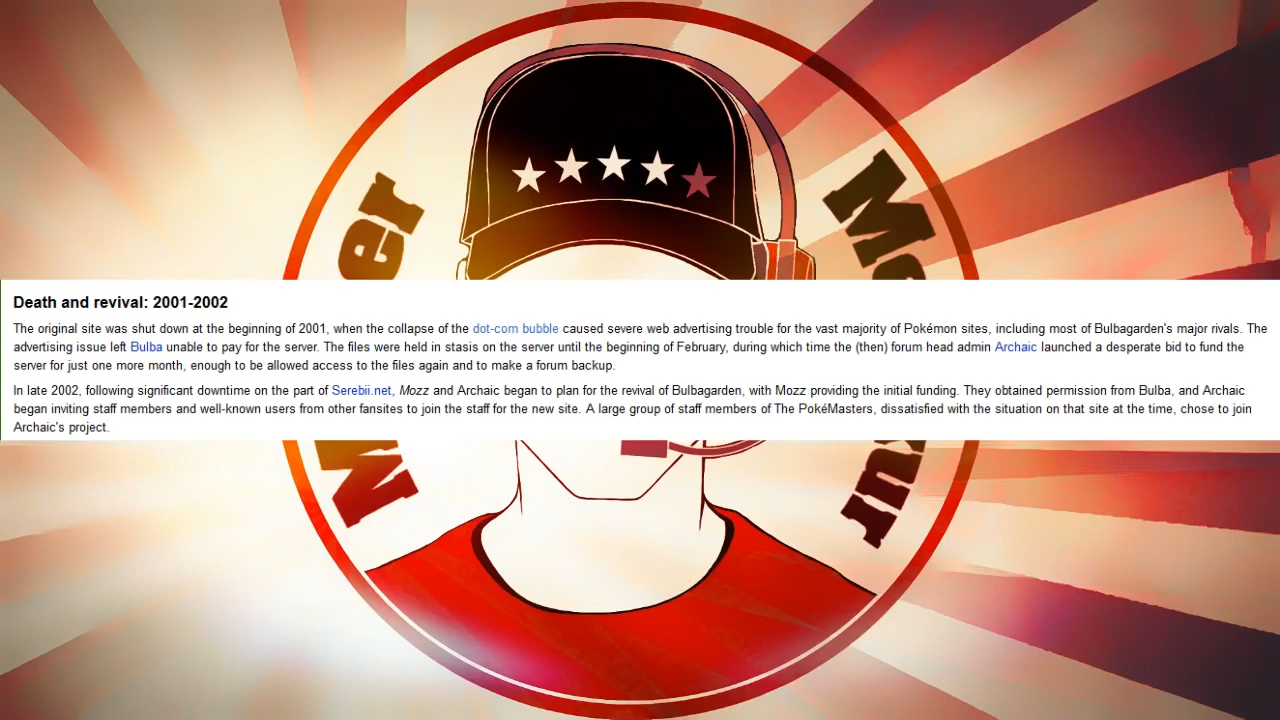 er
M
Death and revival: 2001-2002
The original site was shut down at the beginning of 2001, when the collapse of the dot-com bubble caused severe web advertising trouble for the vast majority of Pokémon sites, including most of Bulbagarden's major rivals. The
advertising issue left Bulba unable to pay for the server. The files were held in stasis on the server until the beginning of February, during which time the (then) forum head admin Archaic launched a desperate bid to fund the
server for just one more month, enough to be allowed access to the files again and to make a forum backup.
In late 2002, following significant downtime on the part of Serebii.net, Mozz and Archaic began to plan for the revival of Bulbagarden, with Mozz providing the initial funding. They obtained permission from Bulba, and Archaic
began inviting staff members and well-known users from other fansites to join the staff for the new site. A large group of staff members of The PokéMasters, dissatisfied with the situation on that site at the time, chose to join
Archaic's project.
M
ur